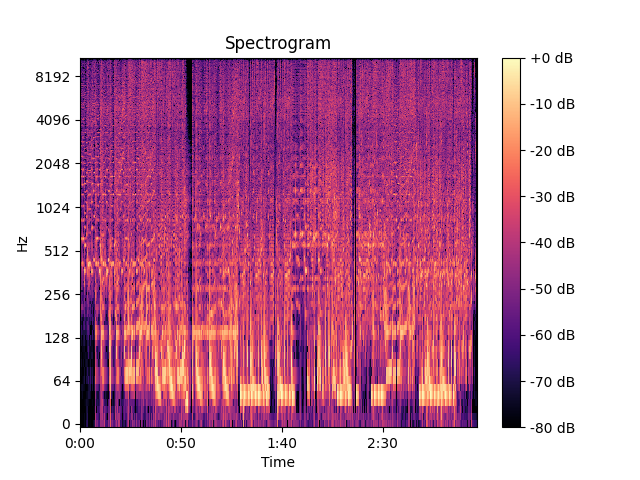 Spectrogram
Hz
8192
4096
2048
1024
512
256
128
64
0
0:00
0:50
1:40
2:30
Time
+0 dB
-10 dB
-20 dB
-30 dB
-40 dB
-50 dB
-60 dB
-70 dB
-80 dB